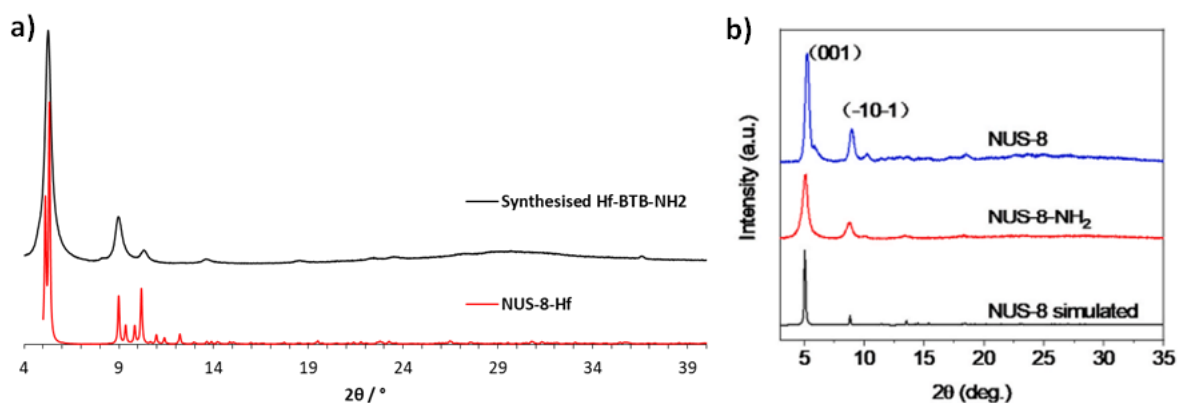 a)
Synthesised Hf-BTB-NH2
NUS-8-Hf
4 9 14 19 24 29 34 39
2θ / °
b)
(001)
(-10-1)
NUS-8
NUS-8-NH₂
NUS-8 simulated
Intensity (a.u.)
5 10 15 20 25 30 35
2θ (deg.)